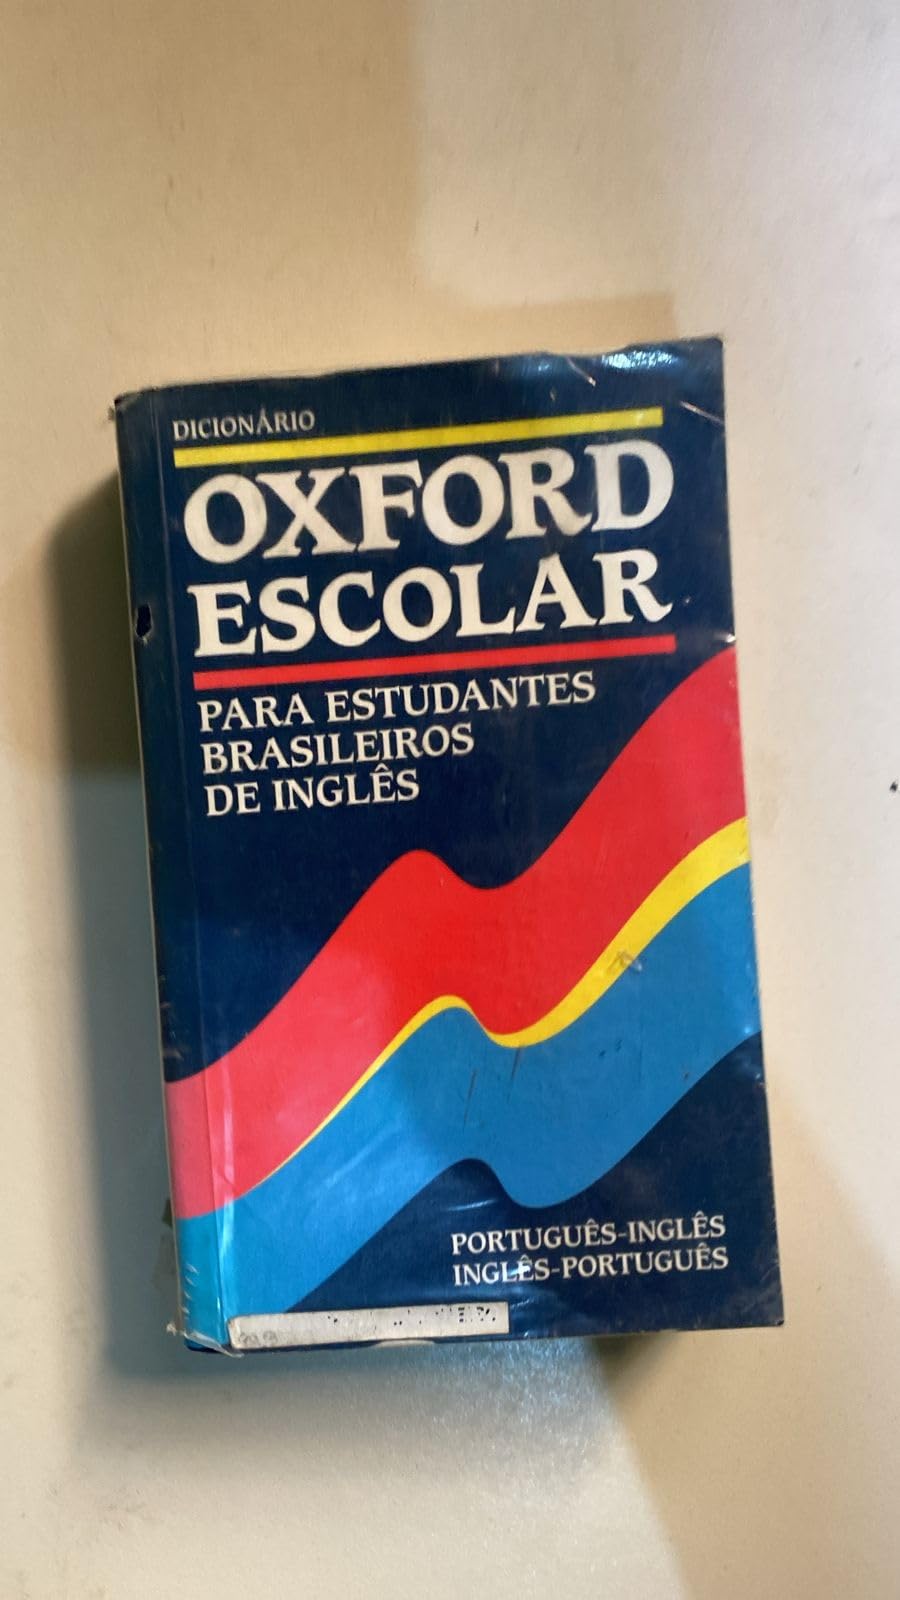 DICIONÁRIO
OXFORD
ESCOLAR
PARA ESTUDANTES
BRASILEIROS
DE INGLÊS
PORTUGUÊS-INGLÊS
INGLÊS-PORTUGUÊS